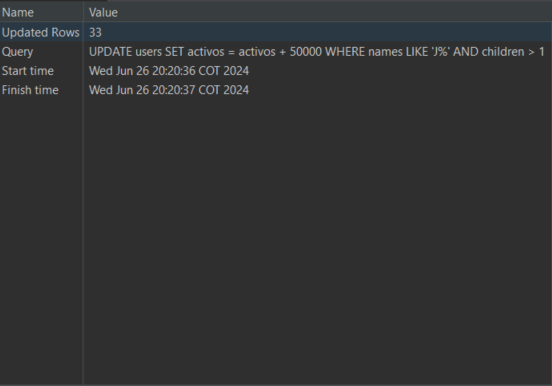 Name Value
Updated Rows 33
Query UPDATE users SET activos = activos + 50000 WHERE names LIKE 'J%' AND children > 1
Start time Wed Jun 26 20:20:36 COT 2024
Finish time Wed Jun 26 20:20:37 COT 2024